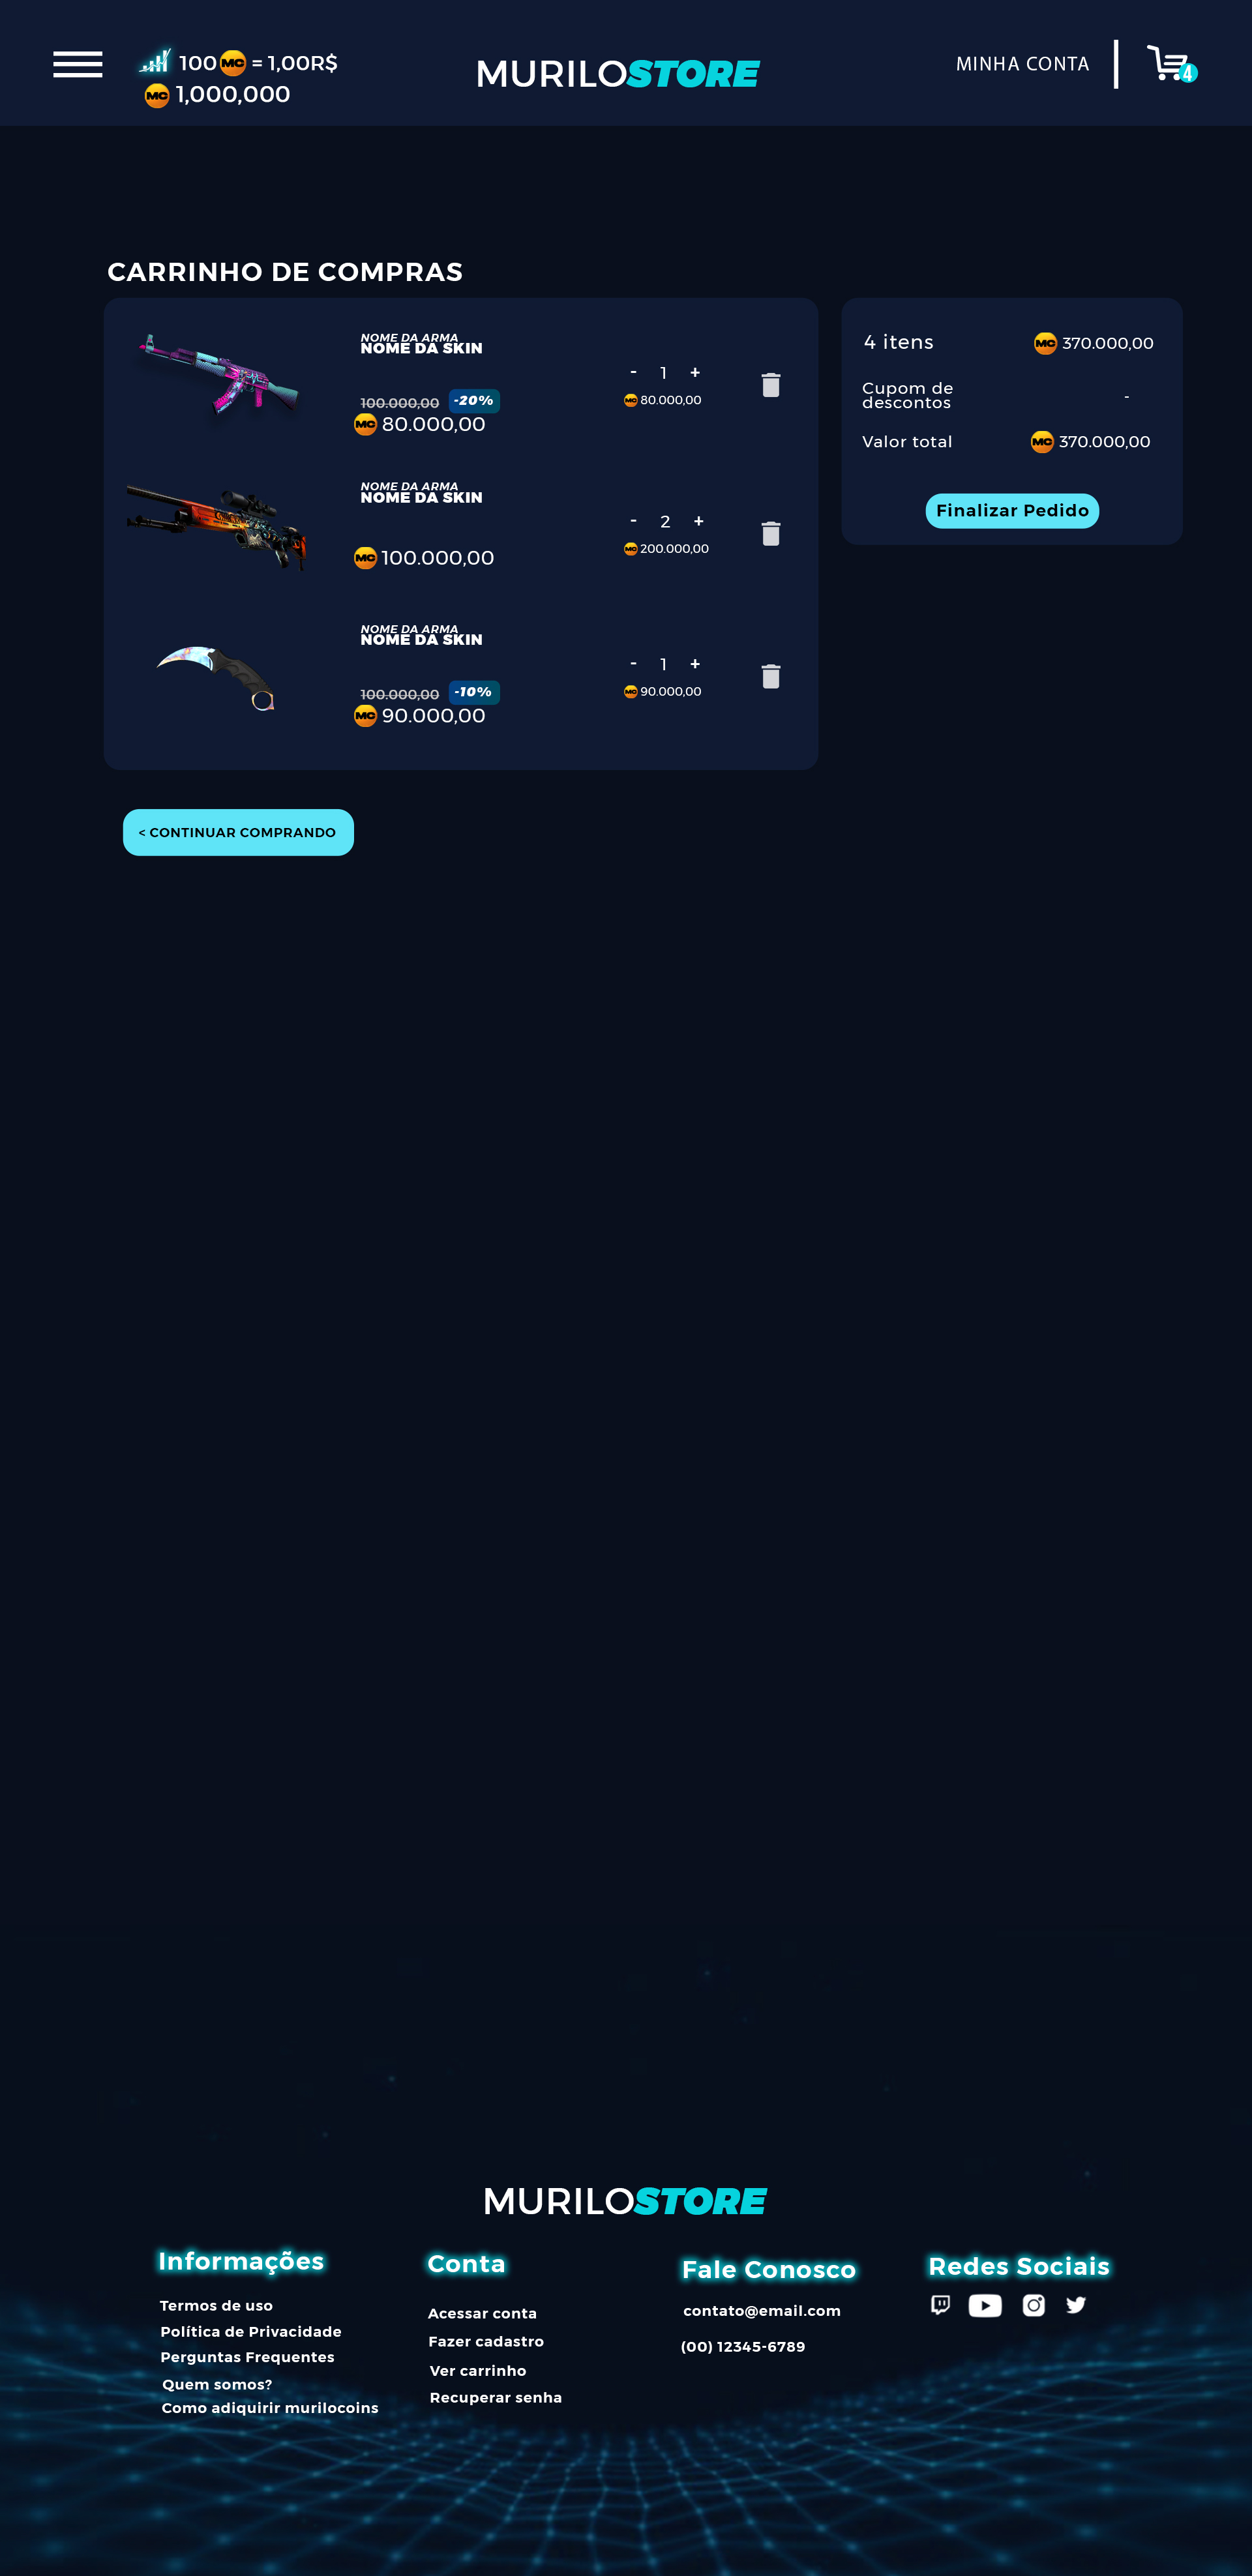 100 MC = 1,00R$
MC 1,000,000
MURILOSTORE
MINHA CONTA
4
CARRINHO DE COMPRAS
NOME DA ARMA
NOME DA SKIN
100.000,00 -20%
MC 80.000,00
- 1 +
MC 80.000,00
NOME DA ARMA
NOME DA SKIN
MC 100.000,00
- 2 +
MC 200.000,00
NOME DA ARMA
NOME DA SKIN
100.000,00 -10%
MC 90.000,00
- 1 +
MC 90.000,00
4 itens MC 370.000,00
Cupom de
descontos -
Valor total MC 370.000,00
Finalizar Pedido
< CONTINUAR COMPRANDO
MURILOSTORE
Informações
Termos de uso
Política de Privacidade
Perguntas Frequentes
Quem somos?
Como adiquirir murilocoins
Conta
Acessar conta
Fazer cadastro
Ver carrinho
Recuperar senha
Fale Conosco
contato@email.com
(00) 12345-6789
Redes Sociais